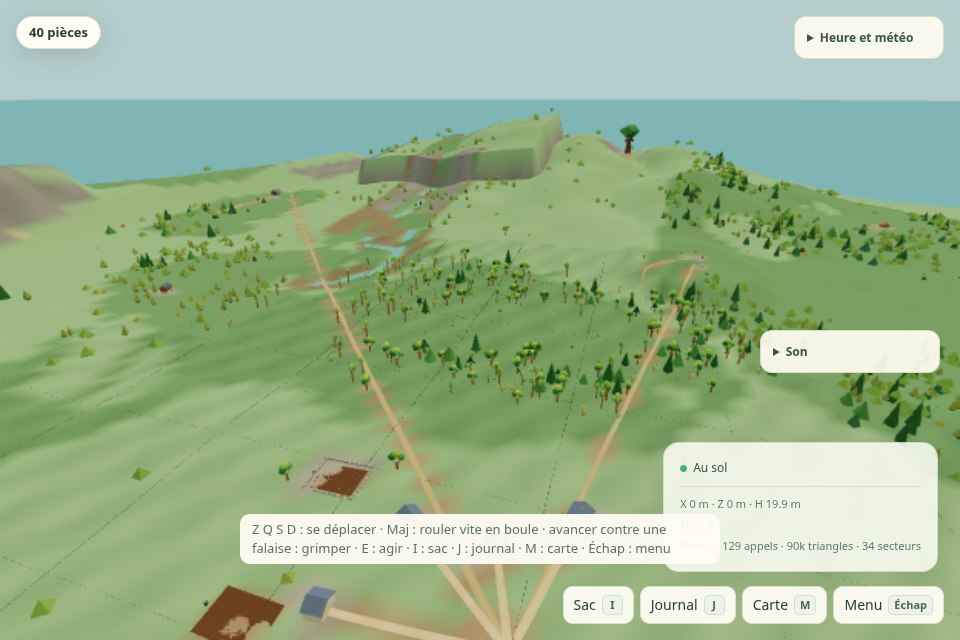 40 pièces
▸ Heure et météo
▸ Son
Au sol
X 0 m · Z 0 m · H 19.9 m
129 appels · 90k triangles · 34 secteurs
Z Q S D : se déplacer · Maj : rouler vite en boule · avancer contre une
falaise : grimper · E : agir · I : sac · J : journal · M : carte · Échap : menu
Sac I
Journal J
Carte M
Menu Échap